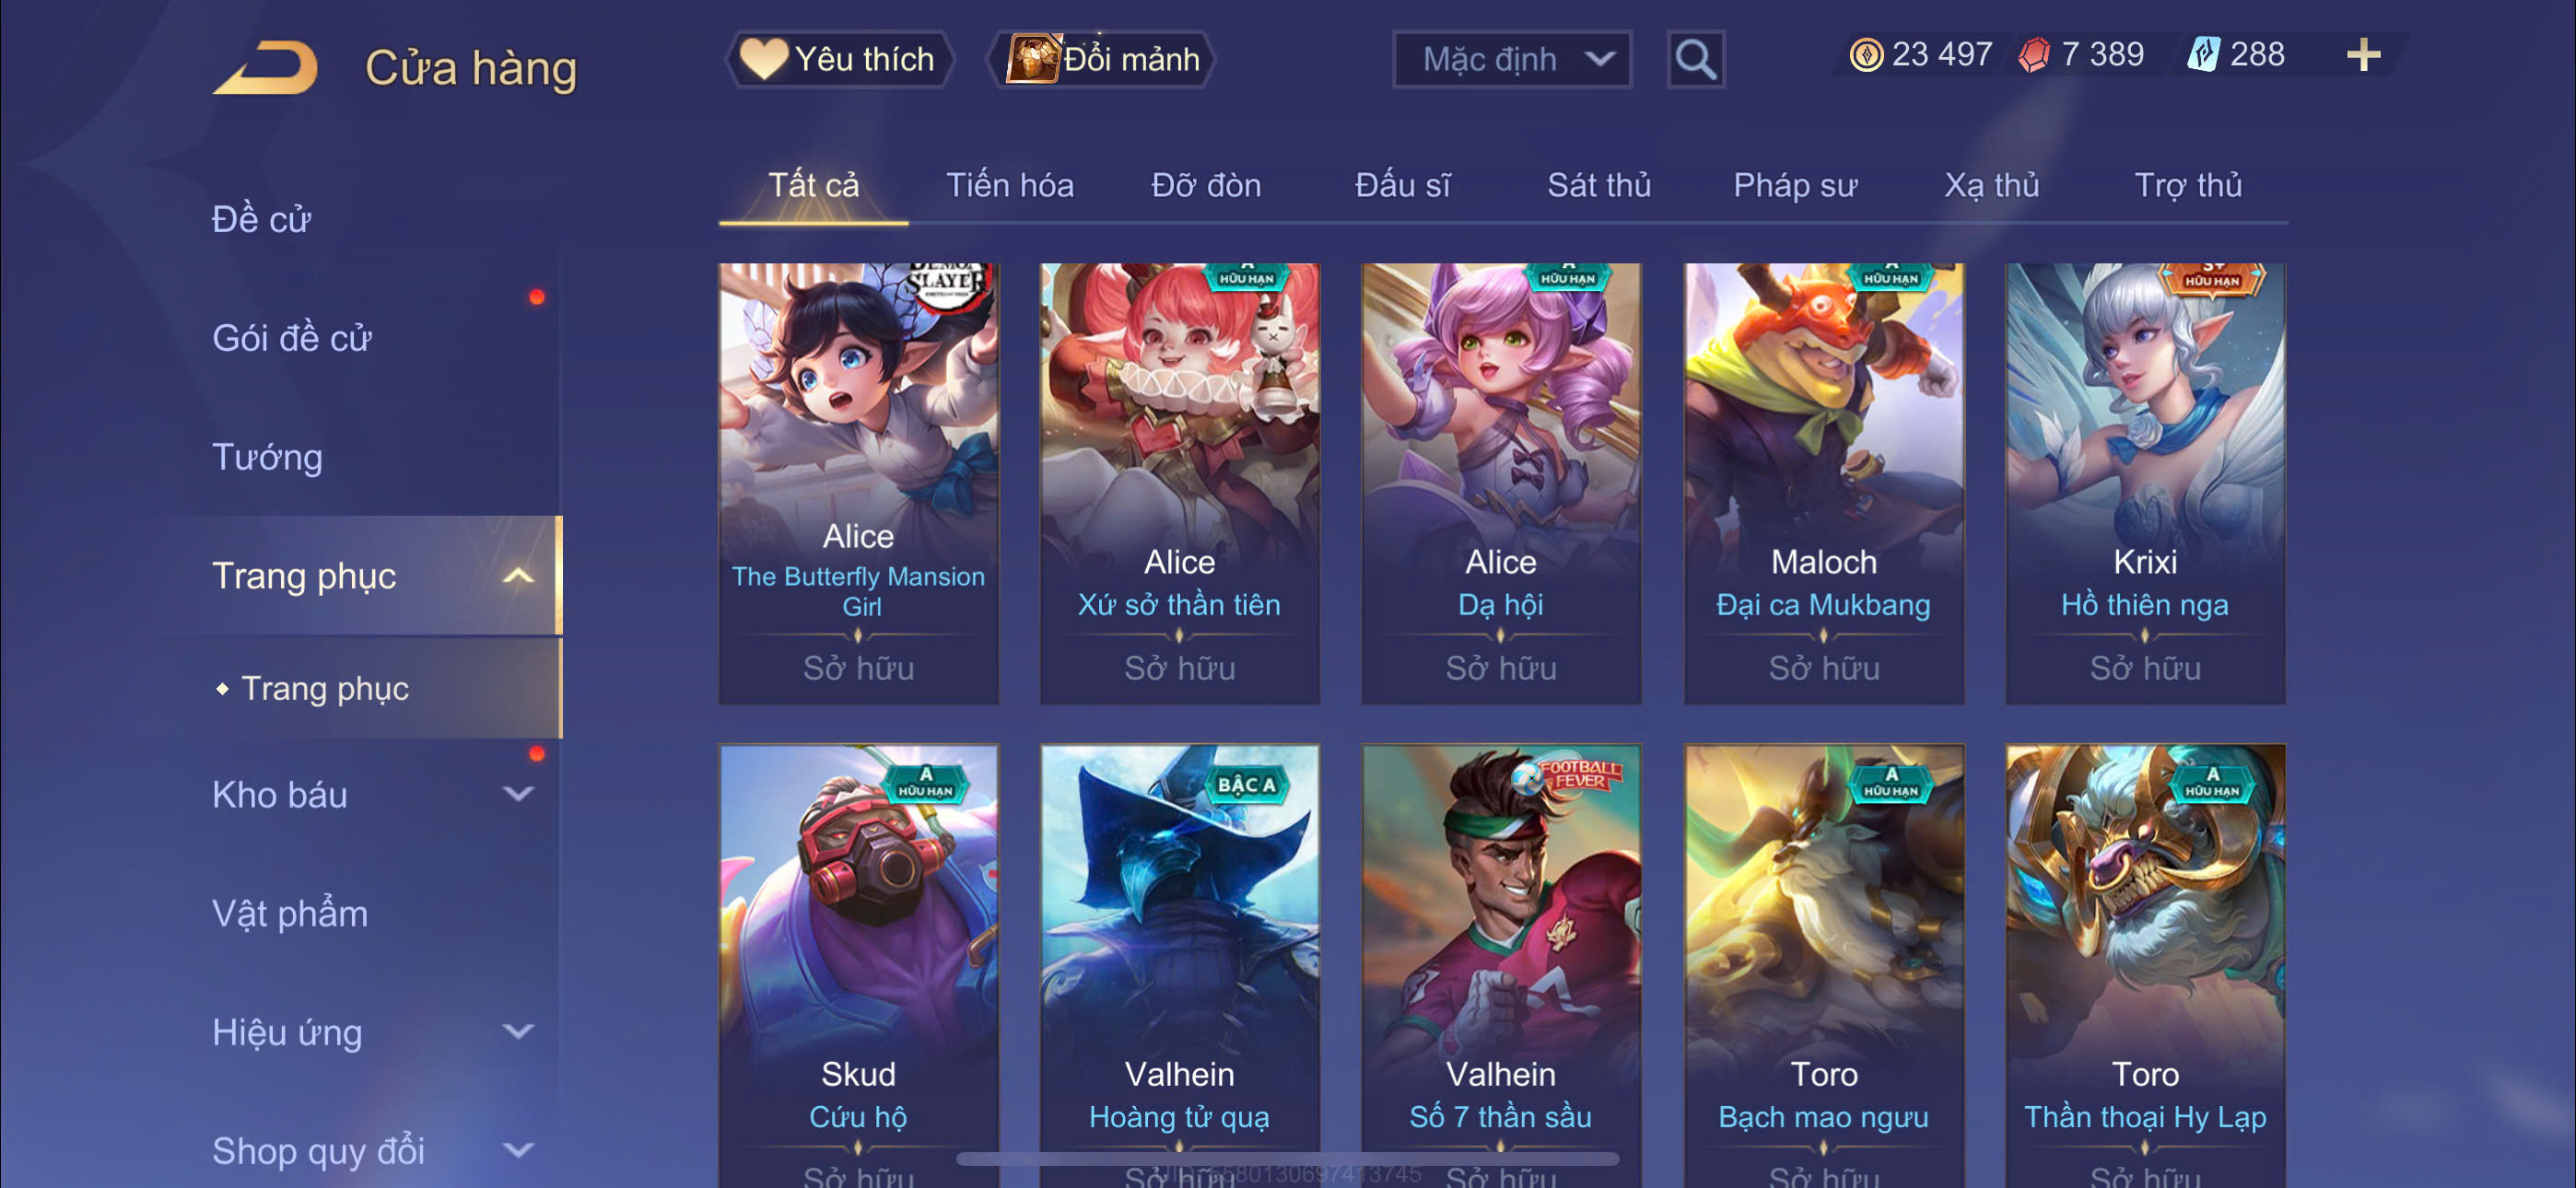 Cửa hàng
Yêu thích
Đổi mảnh
Mặc định
23 497
7 389
288
Tất cả
Tiến hóa
Đỡ đòn
Đấu sĩ
Sát thủ
Pháp sư
Xạ thủ
Trợ thủ
Đề cử
Gói đề cử
Tướng
Trang phục
Trang phục
Kho báu
Vật phẩm
Hiệu ứng
Shop quy đổi
SLAYER
Alice
The Butterfly Mansion
Girl
Sở hữu
A
HỮU HẠN
Alice
Xứ sở thần tiên
Sở hữu
A
HỮU HẠN
Alice
Dạ hội
Sở hữu
A
HỮU HẠN
Maloch
Đại ca Mukbang
Sở hữu
S+
HỮU HẠN
Krixi
Hồ thiên nga
Sở hữu
A
HỮU HẠN
Skud
Cứu hộ
Sở hữu
BẬC A
Valhein
Hoàng tử quạ
Sở hữu
FOOTBALL
FEVER
Valhein
Số 7 thần sầu
Sở hữu
A
HỮU HẠN
Toro
Bạch mao ngưu
Sở hữu
A
HỮU HẠN
Toro
Thần thoại Hy Lạp
Sở hữu